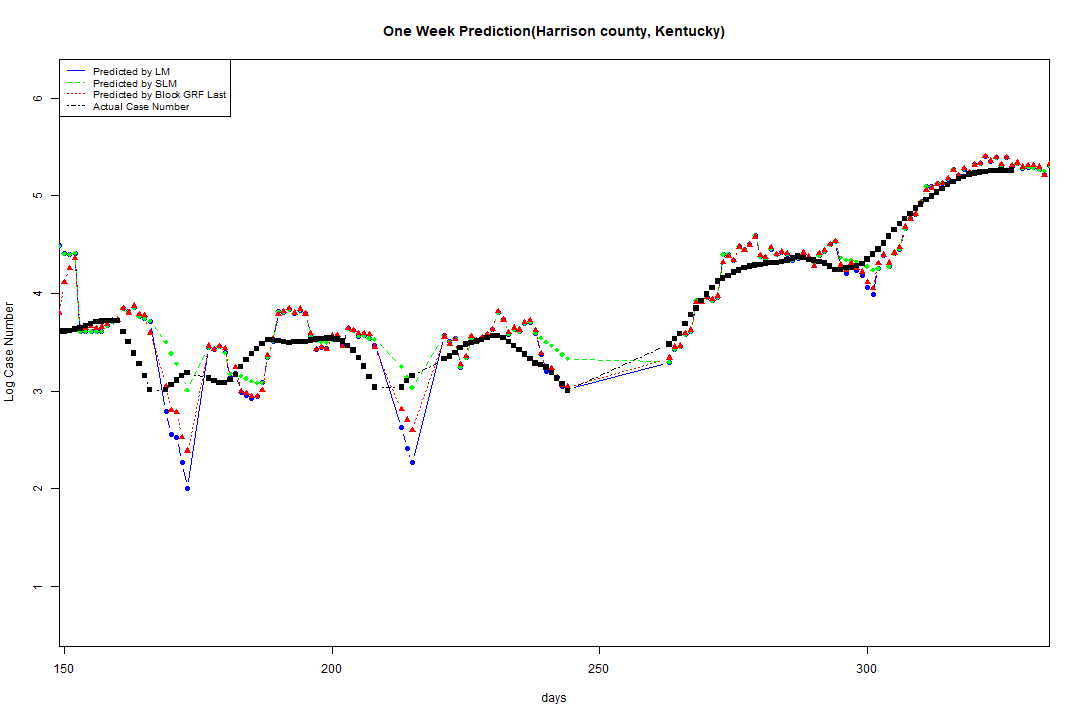 One Week Prediction(Harrison county, Kentucky)
Predicted by LM
Predicted by SLM
Predicted by Block GRF Last
Actual Case Number
Log Case Number
6
5
4
3
2
1
150 200 250 300
days